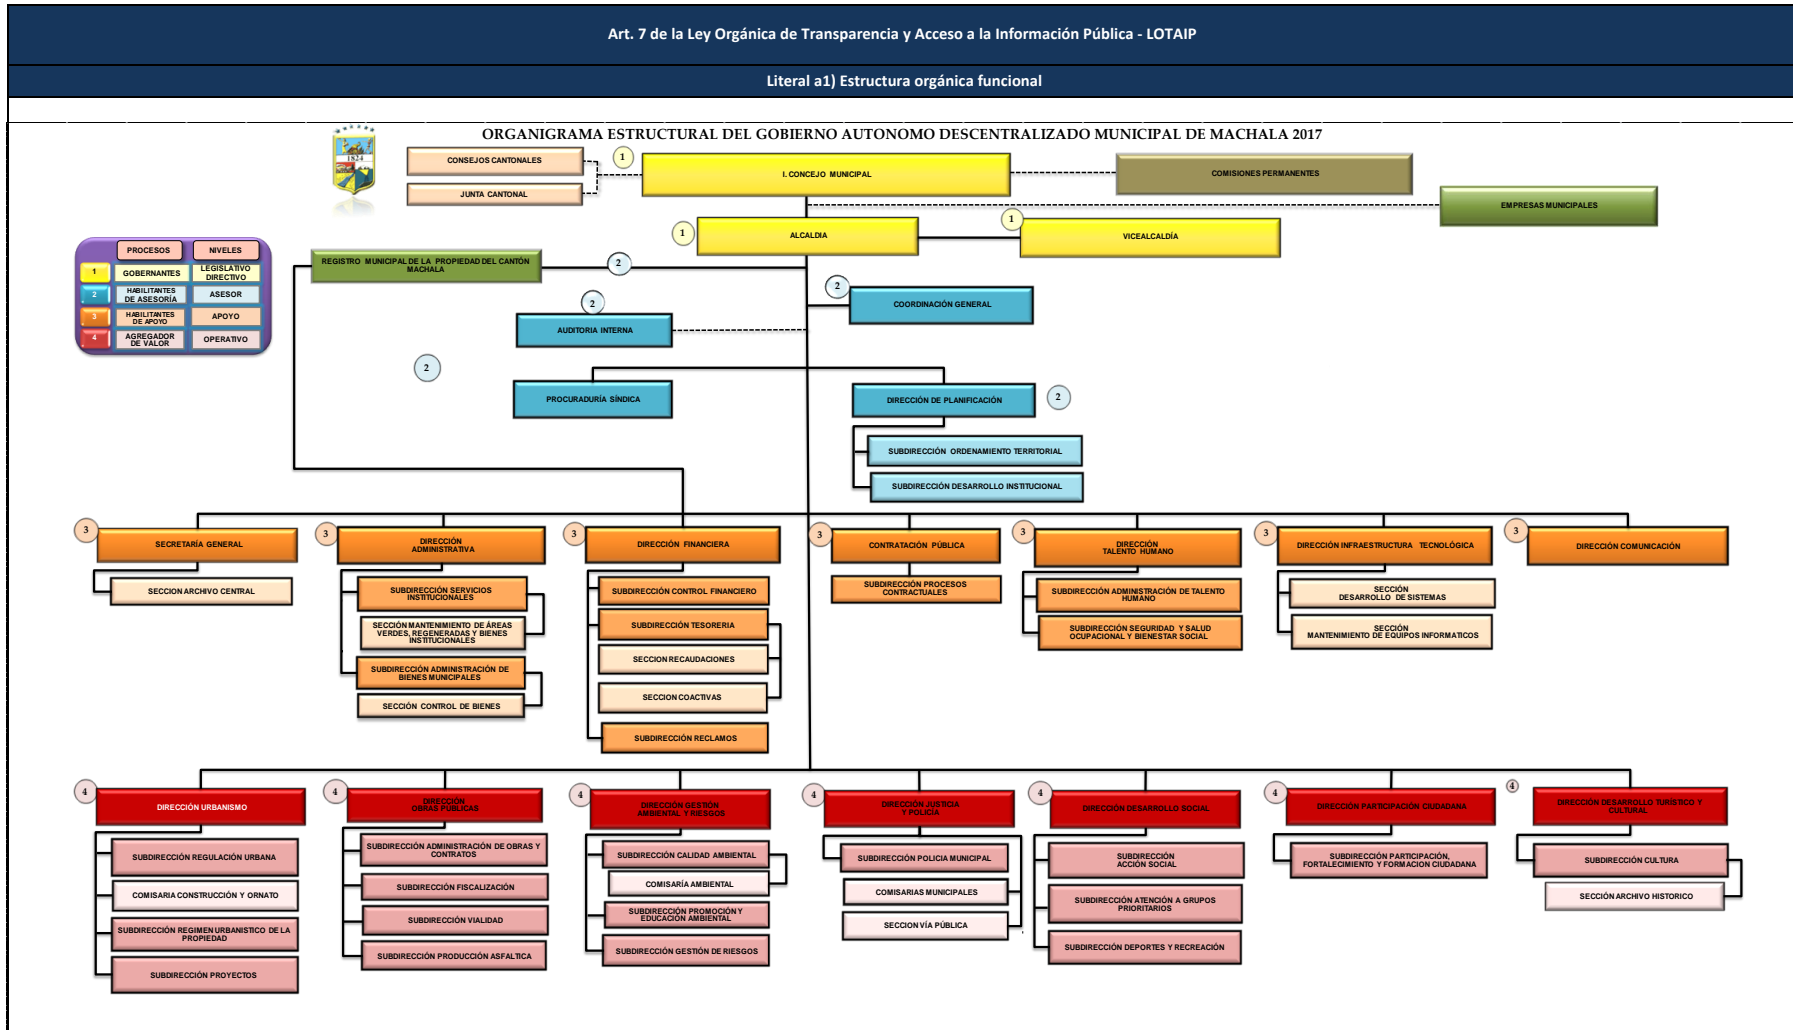 Art. 7 de la Ley Orgánica de Transparencia y Acceso a la Información Pública - LOTAIP
Literal a1) Estructura orgánica funcional
ORGANIGRAMA ESTRUCTURAL DEL GOBIERNO AUTONOMO DESCENTRALIZADO MUNICIPAL DE MACHALA 2017
1824
CONSEJOS CANTONALES
JUNTA CANTONAL
1
I. CONCEJO MUNICIPAL
COMISIONES PERMANENTES
EMPRESAS MUNICIPALES
1
ALCALDIA
1
VICEALCALDÍA
REGISTRO MUNICIPAL DE LA PROPIEDAD DEL CANTÓN
MACHALA
2
PROCESOS
NIVELES
1
GOBERNANTES
LEGISLATIVO
DIRECTIVO
2
HABILITANTES
DE ASESORÍA
ASESOR
3
HABILITANTES
DE APOYO
APOYO
4
AGREGADOR
DE VALOR
OPERATIVO
2
COORDINACIÓN GENERAL
2
AUDITORIA INTERNA
2
PROCURADURÍA SÍNDICA
DIRECCIÓN DE PLANIFICACIÓN
2
SUBDIRECCIÓN ORDENAMIENTO TERRITORIAL
SUBDIRECCIÓN DESARROLLO INSTITUCIONAL
3
SECRETARÍA GENERAL
SECCION ARCHIVO CENTRAL
3
DIRECCIÓN
ADMINISTRATIVA
SUBDIRECCIÓN SERVICIOS
INSTITUCIONALES
SECCIÓN MANTENIMIENTO DE ÁREAS
VERDES, REGENERADAS Y BIENES
INSTITUCIONALES
SUBDIRECCIÓN ADMINISTRACIÓN DE
BIENES MUNICIPALES
SECCIÓN CONTROL DE BIENES
3
DIRECCIÓN FINANCIERA
SUBDIRECCIÓN CONTROL FINANCIERO
SUBDIRECCIÓN TESORERIA
SECCION RECAUDACIONES
SECCION COACTIVAS
SUBDIRECCIÓN RECLAMOS
3
CONTRATACIÓN PÚBLICA
SUBDIRECCIÓN PROCESOS
CONTRACTUALES
3
DIRECCIÓN
TALENTO HUMANO
SUBDIRECCIÓN ADMINISTRACIÓN DE TALENTO
HUMANO
SUBDIRECCIÓN SEGURIDAD Y SALUD
OCUPACIONAL Y BIENESTAR SOCIAL
3
DIRECCIÓN INFRAESTRUCTURA TECNOLÓGICA
SECCIÓN
DESARROLLO DE SISTEMAS
SECCIÓN
MANTENIMIENTO DE EQUIPOS INFORMATICOS
3
DIRECCIÓN COMUNICACIÓN
4
DIRECCIÓN URBANISMO
SUBDIRECCIÓN REGULACIÓN URBANA
COMISARIA CONSTRUCCIÓN Y ORNATO
SUBDIRECCIÓN REGIMEN URBANISTICO DE LA
PROPIEDAD
SUBDIRECCIÓN PROYECTOS
4
DIRECCIÓN
OBRAS PÚBLICAS
SUBDIRECCIÓN ADMINISTRACIÓN DE OBRAS Y
CONTRATOS
SUBDIRECCIÓN FISCALIZACIÓN
SUBDIRECCIÓN VIALIDAD
SUBDIRECCIÓN PRODUCCIÓN ASFALTICA
4
DIRECCIÓN GESTIÓN
AMBIENTAL Y RIESGOS
SUBDIRECCIÓN CALIDAD AMBIENTAL
COMISARÍA AMBIENTAL
SUBDIRECCIÓN PROMOCIÓN Y
EDUCACIÓN AMBIENTAL
SUBDIRECCIÓN GESTIÓN DE RIESGOS
4
DIRECCIÓN JUSTICIA
Y POLICÍA
SUBDIRECCIÓN POLICIA MUNICIPAL
COMISARIAS MUNICIPALES
SECCION VÍA PÚBLICA
4
DIRECCIÓN DESARROLLO SOCIAL
SUBDIRECCIÓN
ACCIÓN SOCIAL
SUBDIRECCIÓN ATENCIÓN A GRUPOS
PRIORITARIOS
SUBDIRECCIÓN DEPORTES Y RECREACIÓN
4
DIRECCIÓN PARTICIPACIÓN CIUDADANA
SUBDIRECCIÓN PARTICIPACIÓN,
FORTALECIMIENTO Y FORMACION CIUDADANA
4
DIRECCIÓN DESARROLLO TURÍSTICO Y
CULTURAL
SUBDIRECCIÓN CULTURA
SECCIÓN ARCHIVO HISTORICO